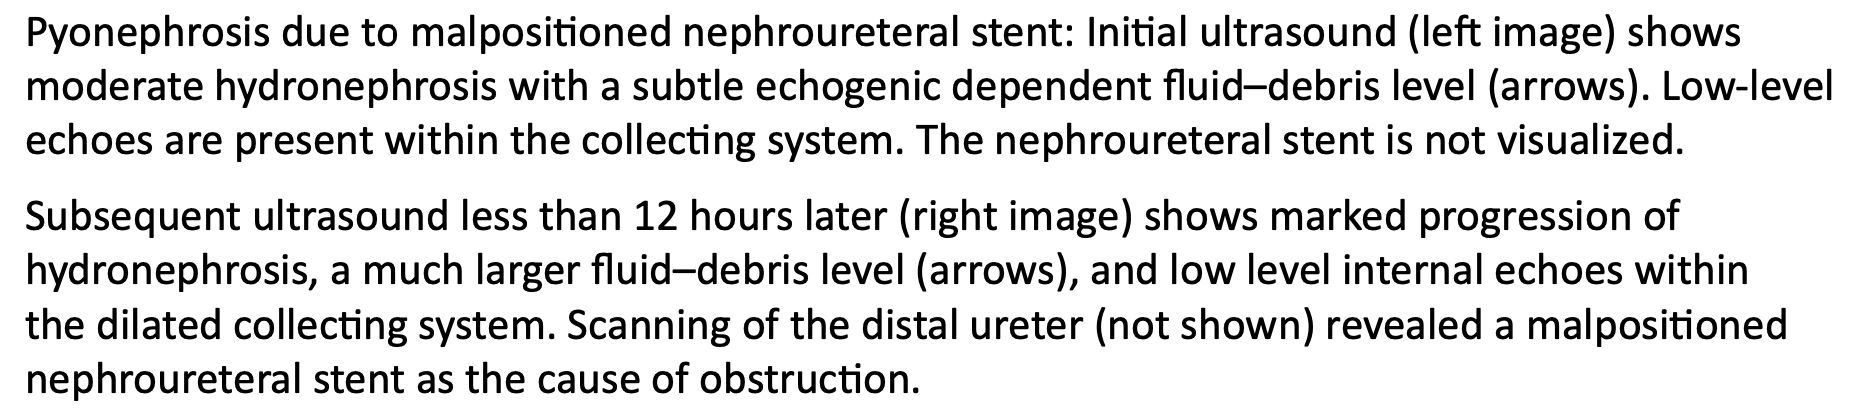 Pyonephrosis due to malpositioned nephroureteral stent: Initial ultrasound (left image) shows
moderate hydronephrosis with a subtle echogenic dependent fluid–debris level (arrows). Low-level
echoes are present within the collecting system. The nephroureteral stent is not visualized.
Subsequent ultrasound less than 12 hours later (right image) shows marked progression of
hydronephrosis, a much larger fluid–debris level (arrows), and low level internal echoes within
the dilated collecting system. Scanning of the distal ureter (not shown) revealed a malpositioned
nephroureteral stent as the cause of obstruction.